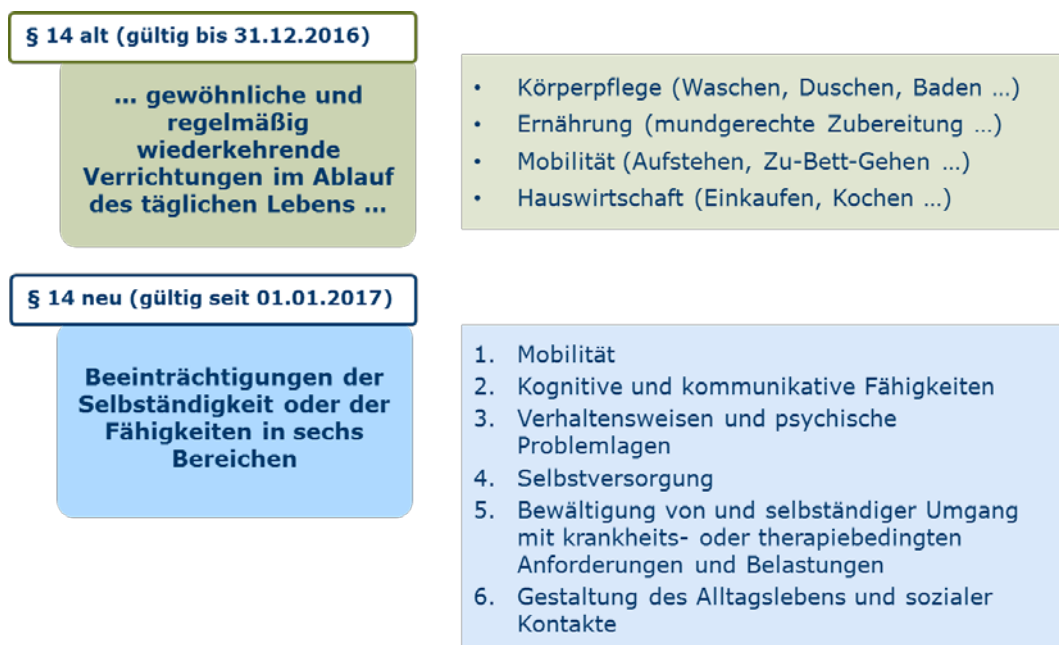 § 14 alt (gültig bis 31.12.2016)
... gewöhnliche und
regelmäßig
wiederkehrende
Verrichtungen im Ablauf
des täglichen Lebens ...
• Körperpflege (Waschen, Duschen, Baden ...)
• Ernährung (mundgerechte Zubereitung ...)
• Mobilität (Aufstehen, Zu-Bett-Gehen ...)
• Hauswirtschaft (Einkaufen, Kochen ...)
§ 14 neu (gültig seit 01.01.2017)
Beeinträchtigungen der
Selbständigkeit oder der
Fähigkeiten in sechs
Bereichen
1. Mobilität
2. Kognitive und kommunikative Fähigkeiten
3. Verhaltensweisen und psychische
Problemlagen
4. Selbstversorgung
5. Bewältigung von und selbständiger Umgang
mit krankheits- oder therapiebedingten
Anforderungen und Belastungen
6. Gestaltung des Alltagslebens und sozialer
Kontakte